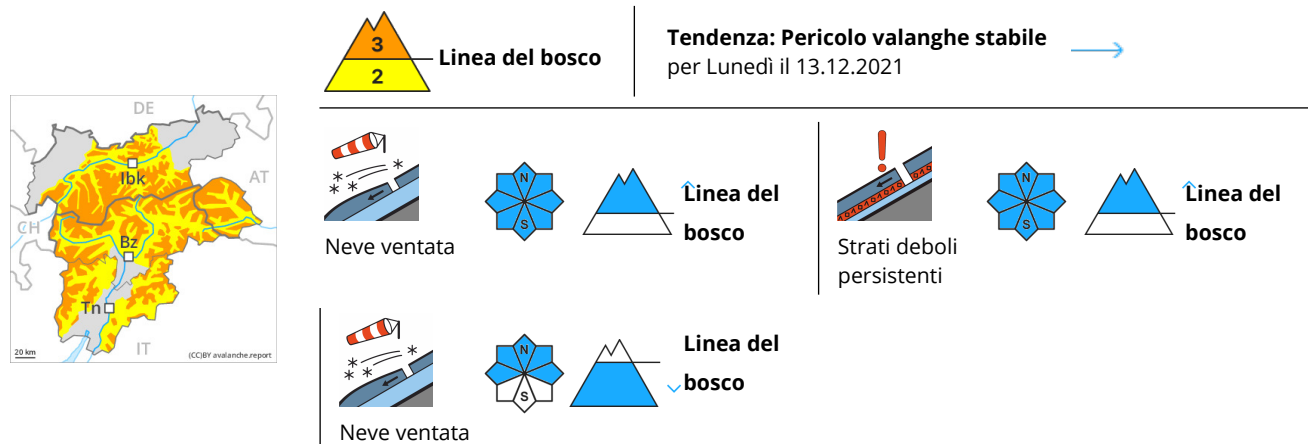 3
2
Linea del bosco
Tendenza: Pericolo valanghe stabile
per Lunedì il 13.12.2021
DE
AT
CH
IT
Ibk
Bz
Tn
20 km
(CC)BY avalanche.report
N
S
Linea del
bosco
Neve ventata
N
S
Linea del
bosco
Strati deboli
persistenti
N
S
Linea del
bosco
Neve ventata